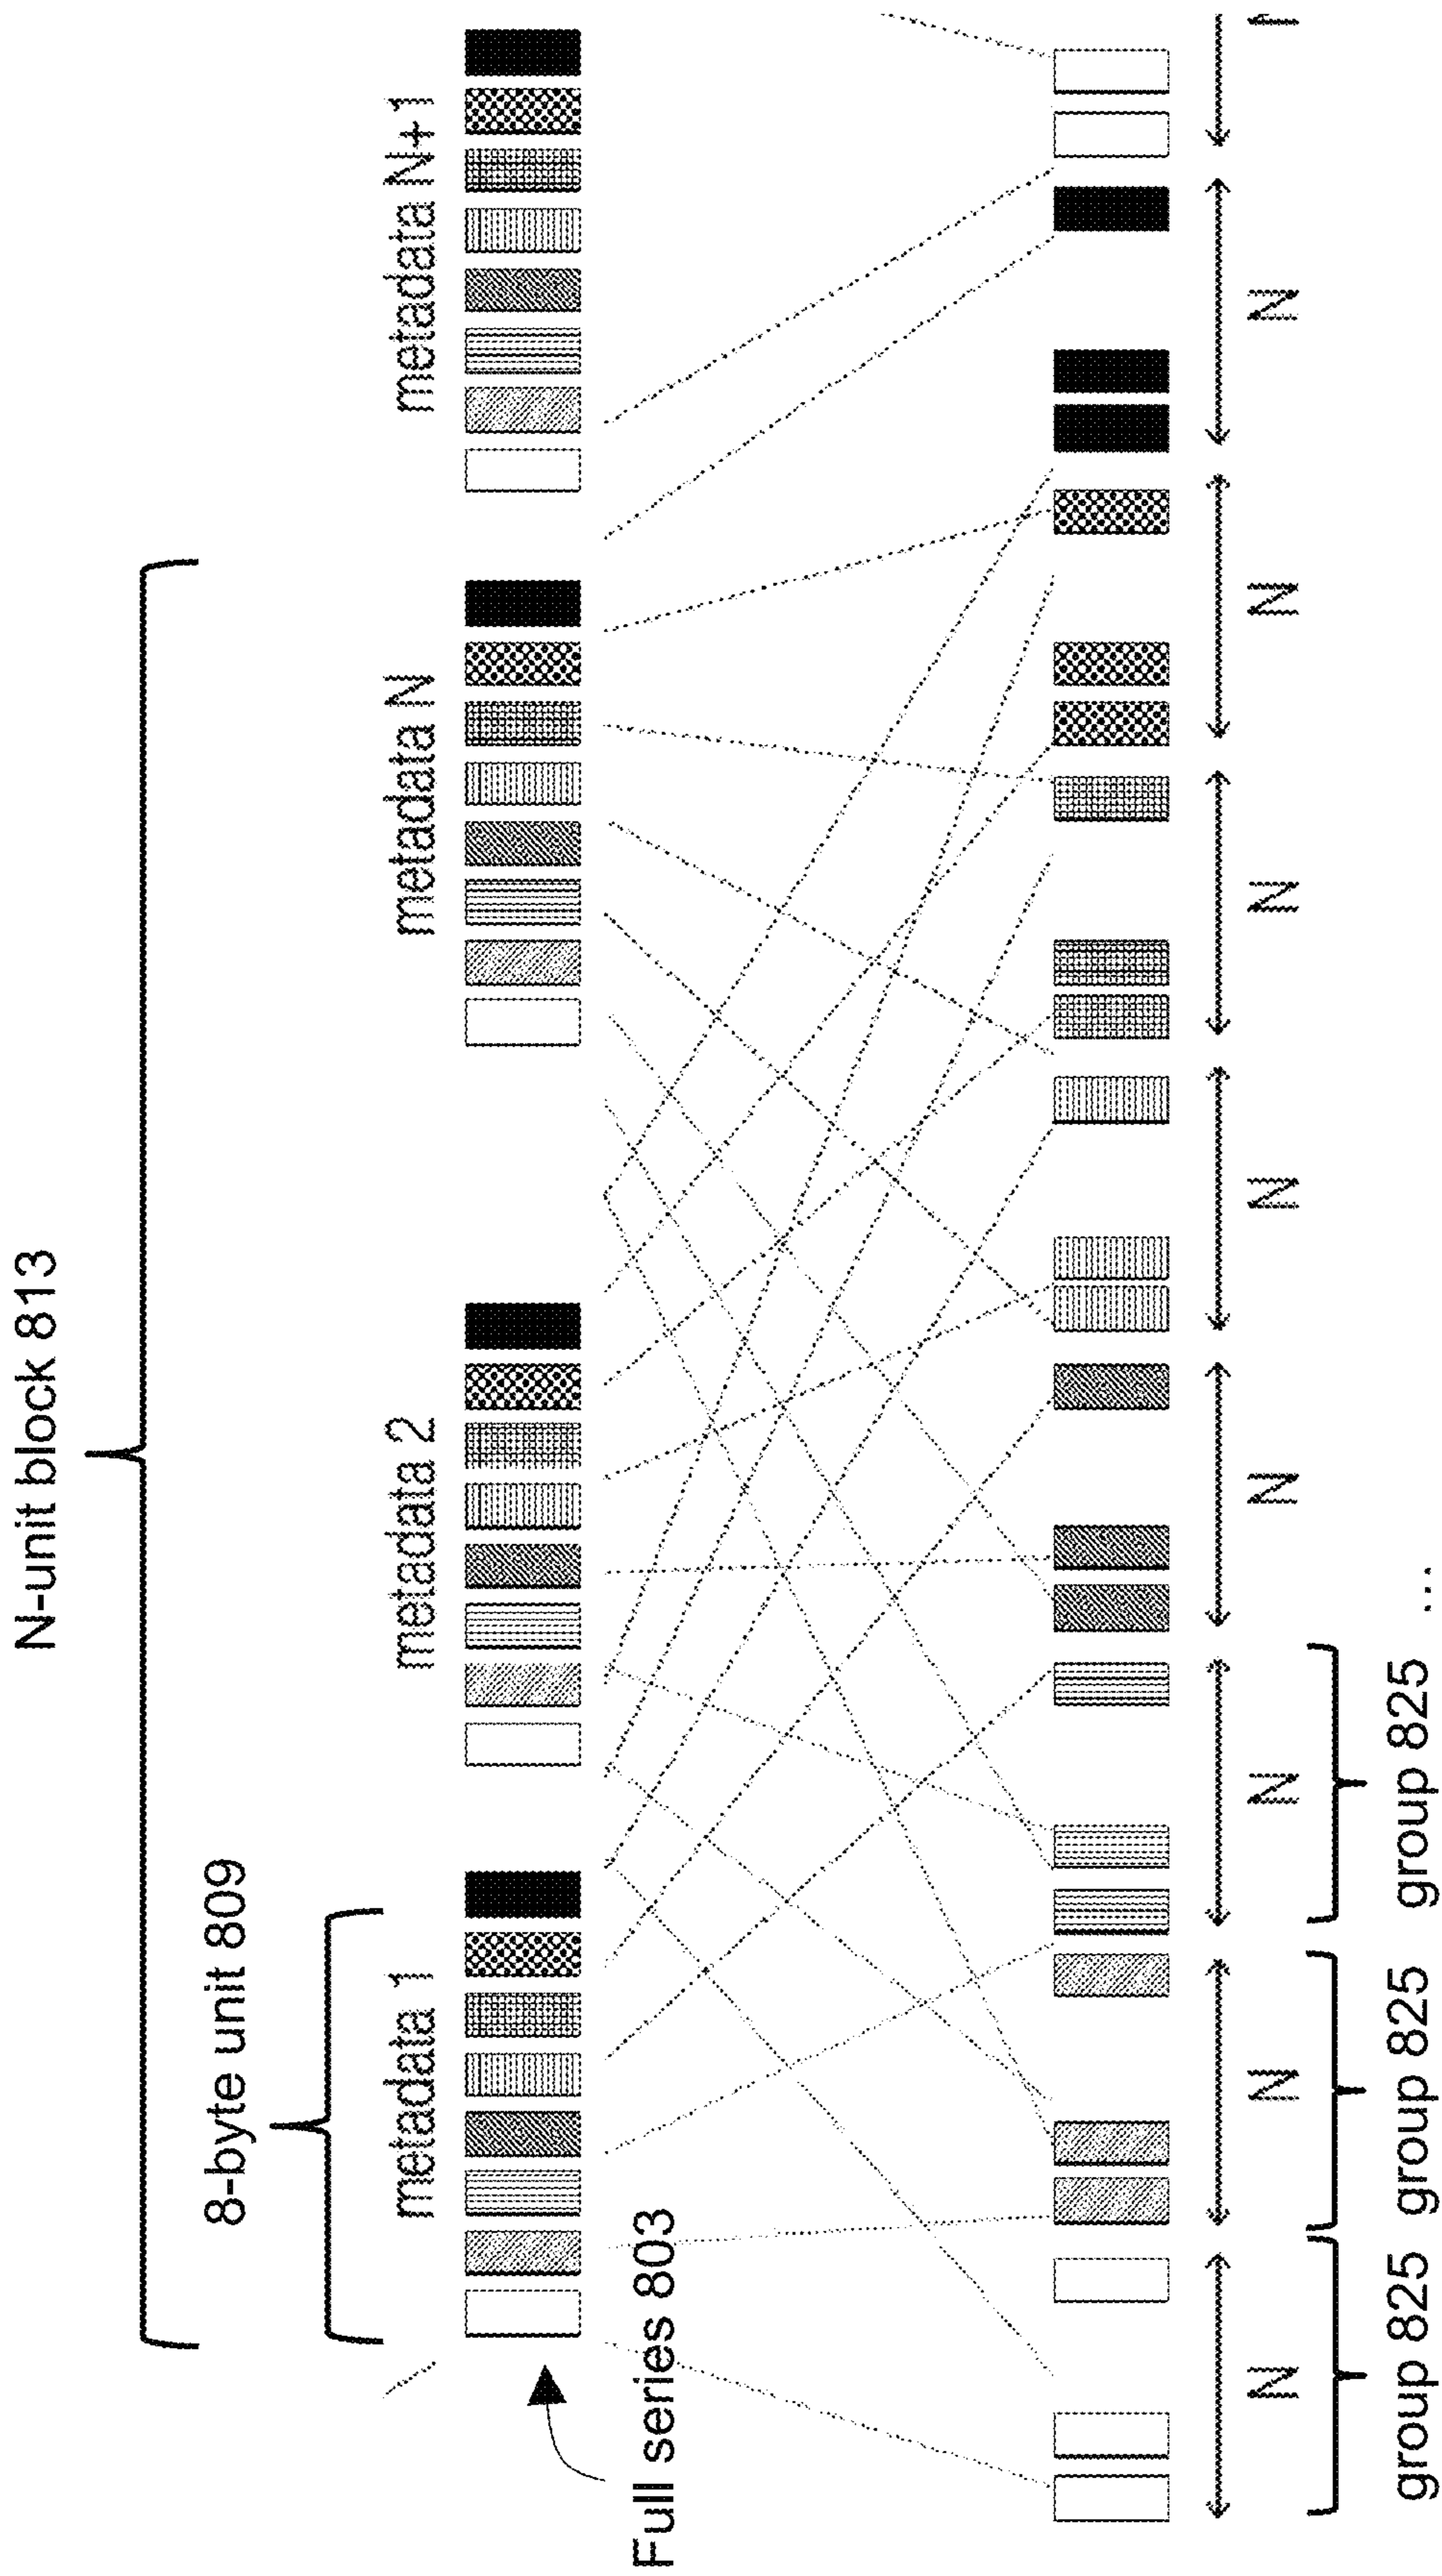 N-unit block 813
8-byte unit 809
metadata 1
metadata 2
metadata N
metadata N+1
Full series 803
N
N
N
N
N
N
N
N
group 825
group 825
group 825
...